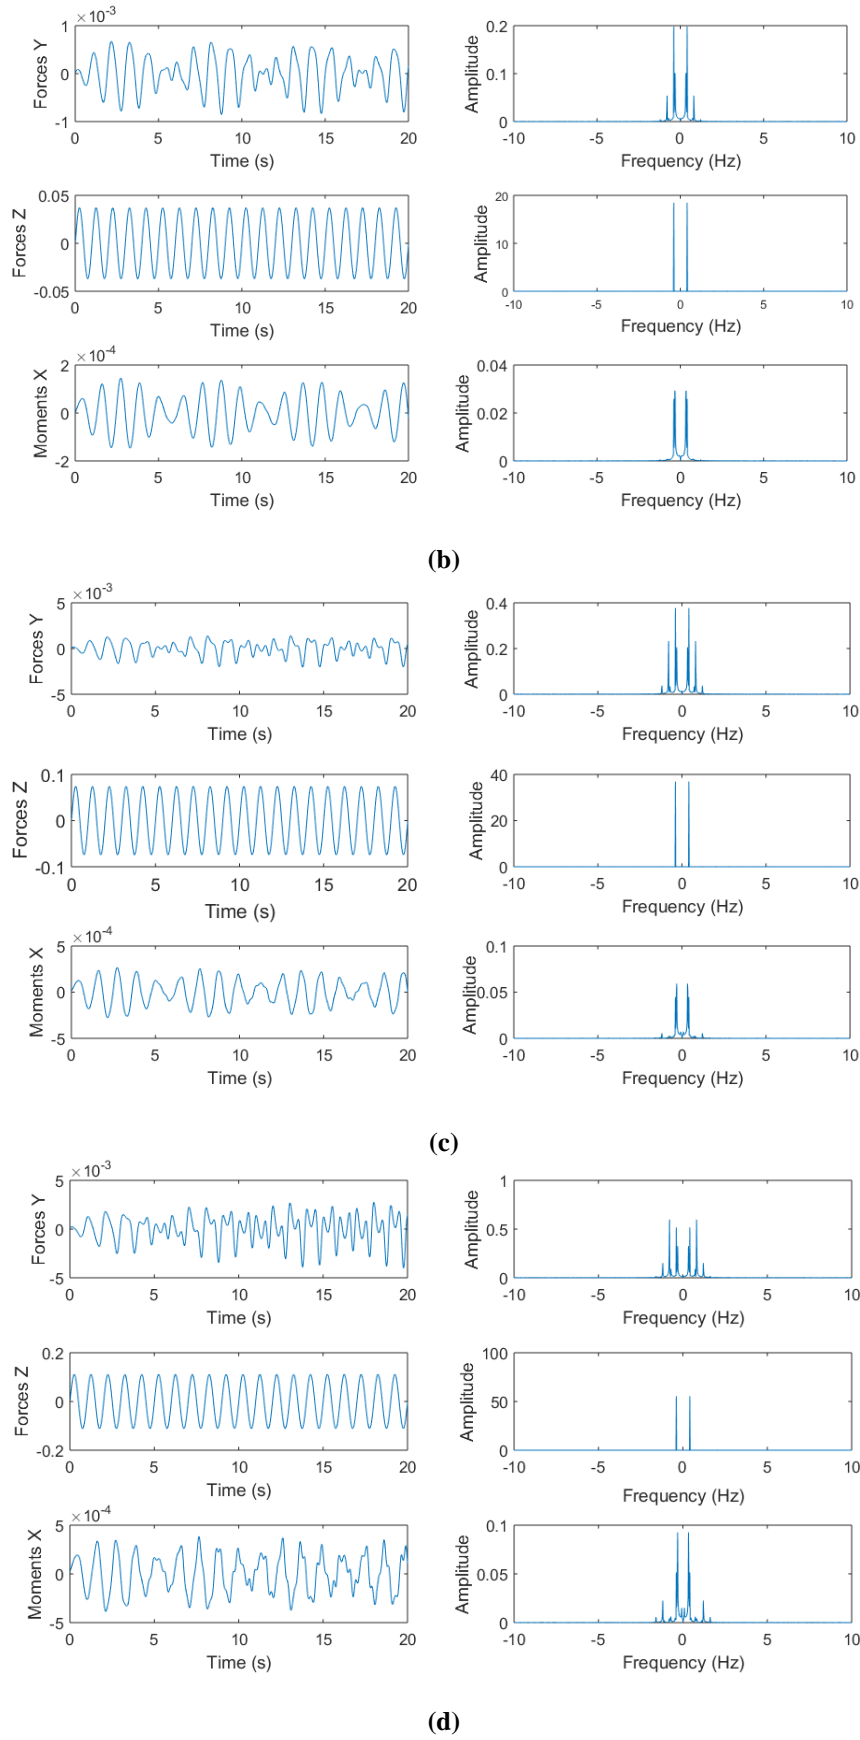 ×10-3
1
0
-1
Forces Y
0 5 10 15 20
Time (s)
0.2
0.1
0
Amplitude
-10 -5 0 5 10
Frequency (Hz)
0.05
0
-0.05
Forces Z
0 5 10 15 20
Time (s)
20
10
0
Amplitude
-10 -5 0 5 10
Frequency (Hz)
×10-4
2
0
-2
Moments X
0 5 10 15 20
Time (s)
0.04
0.02
0
Amplitude
-10 -5 0 5 10
Frequency (Hz)
(b)
×10-3
5
0
-5
Forces Y
0 5 10 15 20
Time (s)
0.4
0.2
0
Amplitude
-10 -5 0 5 10
Frequency (Hz)
0.1
0
-0.1
Forces Z
0 5 10 15 20
Time (s)
40
20
0
Amplitude
-10 -5 0 5 10
Frequency (Hz)
×10-4
5
0
-5
Moments X
0 5 10 15 20
Time (s)
0.1
0.05
0
Amplitude
-10 -5 0 5 10
Frequency (Hz)
(c)
×10-3
5
0
-5
Forces Y
0 5 10 15 20
Time (s)
1
0.5
0
Amplitude
-10 -5 0 5 10
Frequency (Hz)
0.2
0
-0.2
Forces Z
0 5 10 15 20
Time (s)
100
50
0
Amplitude
-10 -5 0 5 10
Frequency (Hz)
×10-4
5
0
-5
Moments X
0 5 10 15 20
Time (s)
0.1
0.05
0
Amplitude
-10 -5 0 5 10
Frequency (Hz)
(d)